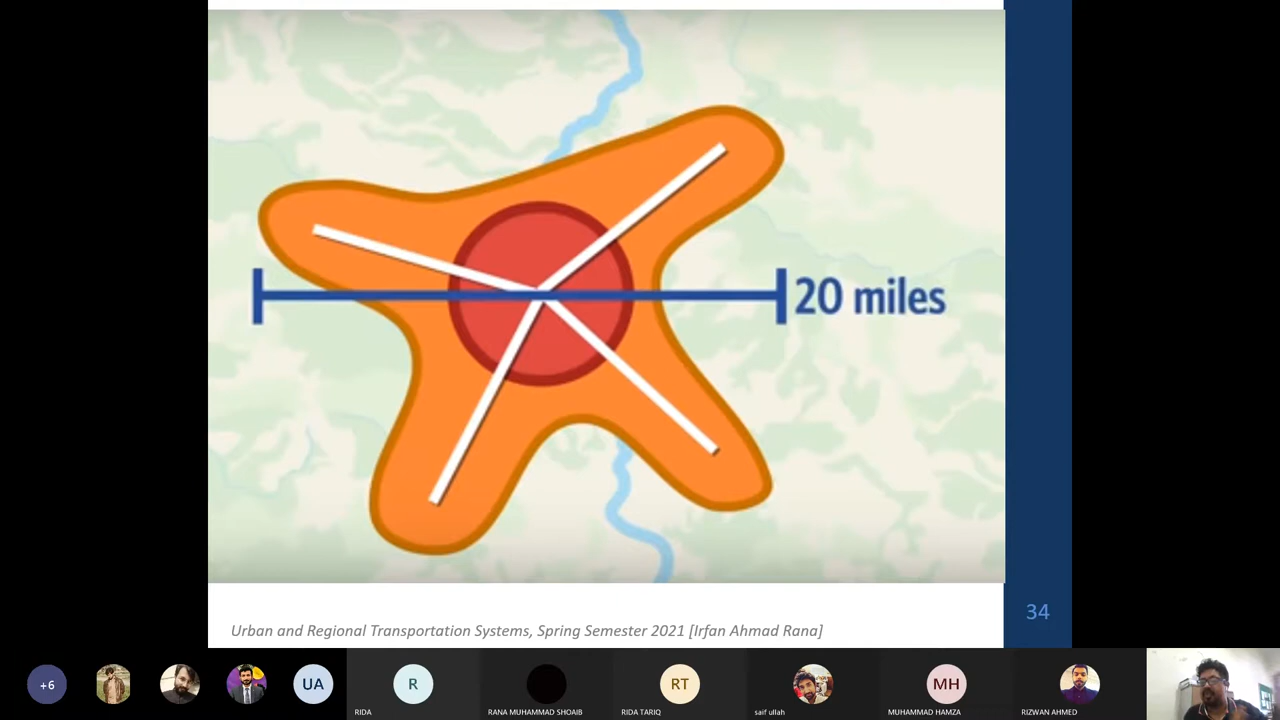 20 miles
34
Urban and Regional Transportation Systems, Spring Semester 2021 [Irfan Ahmad Rana]
+6
UA
R
RT
MH
RIDA
RANA MUHAMMAD SHOAIB
RIDA TARIQ
saif ullah
MUHAMMAD HAMZA
RIZWAN AHMED